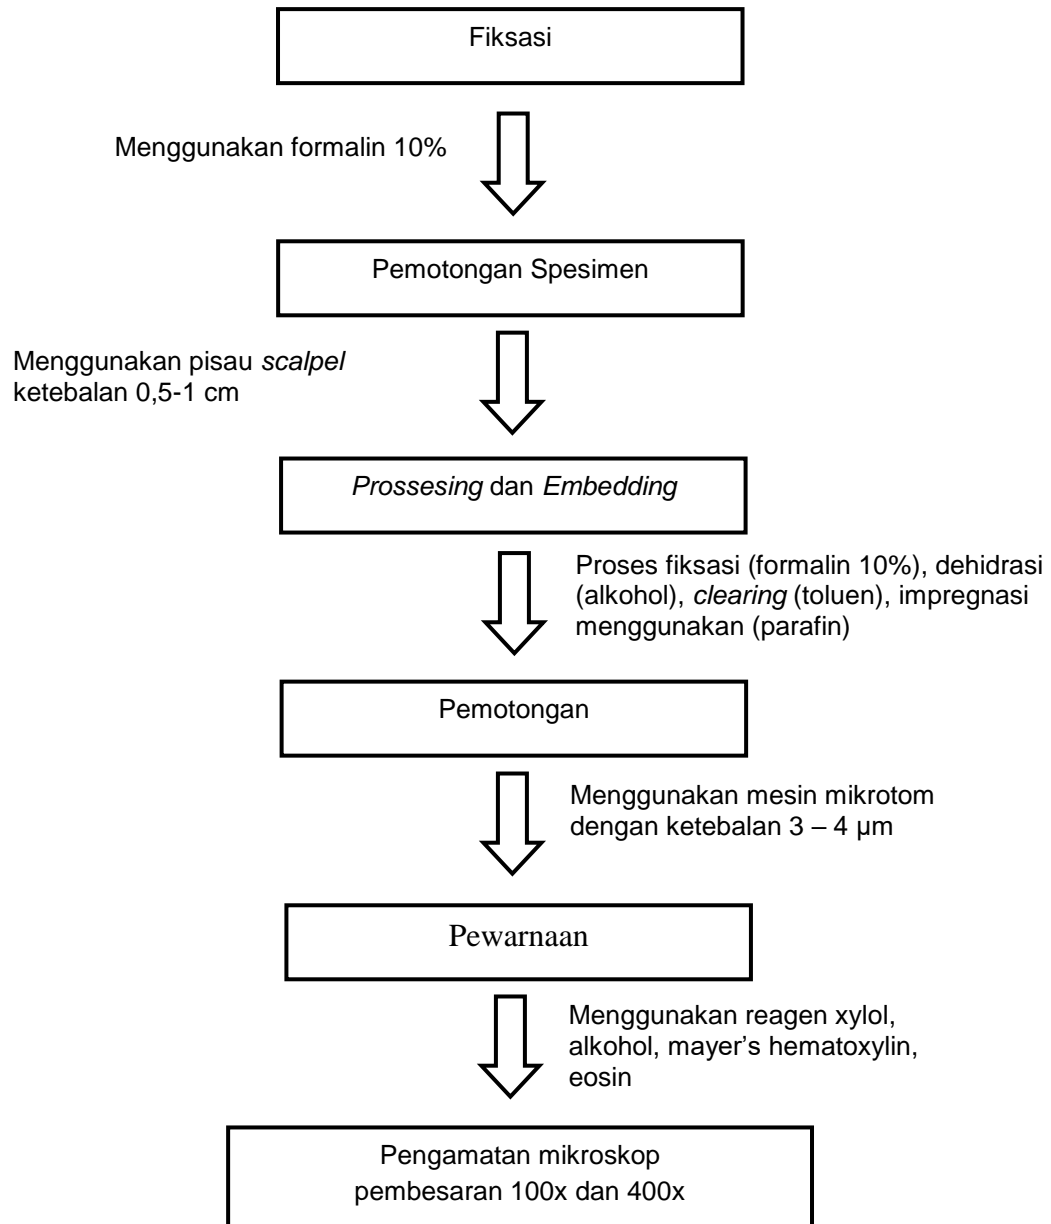 Fiksasi
Menggunakan formalin 10%
Pemotongan Spesimen
Menggunakan pisau scalpel
ketebalan 0,5-1 cm
Prossesing dan Embedding
Proses fiksasi (formalin 10%), dehidrasi
(alkohol), clearing (toluen), impregnasi
menggunakan (parafin)
Pemotongan
Menggunakan mesin mikrotom
dengan ketebalan 3 – 4 µm
Pewarnaan
Menggunakan reagen xylol,
alkohol, mayer’s hematoxylin,
eosin
Pengamatan mikroskop
pembesaran 100x dan 400x